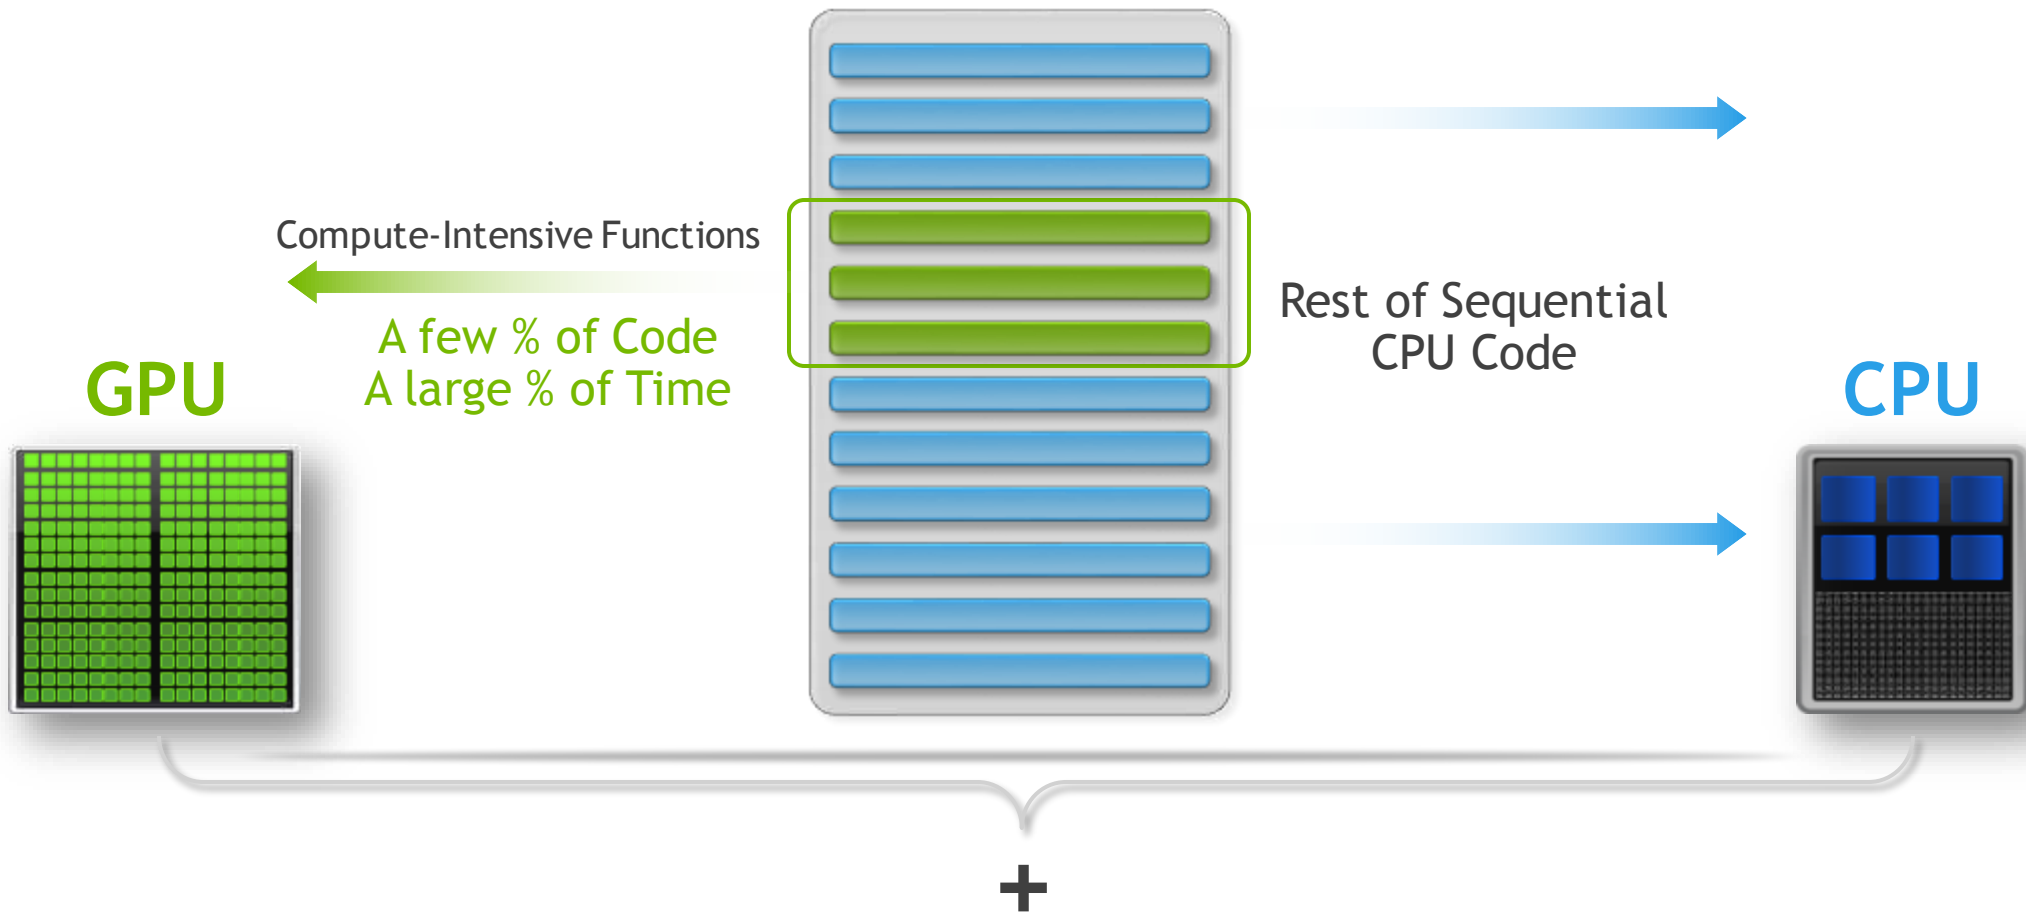 Compute-Intensive Functions
A few % of Code
A large % of Time
GPU
Rest of Sequential
CPU Code
CPU
+